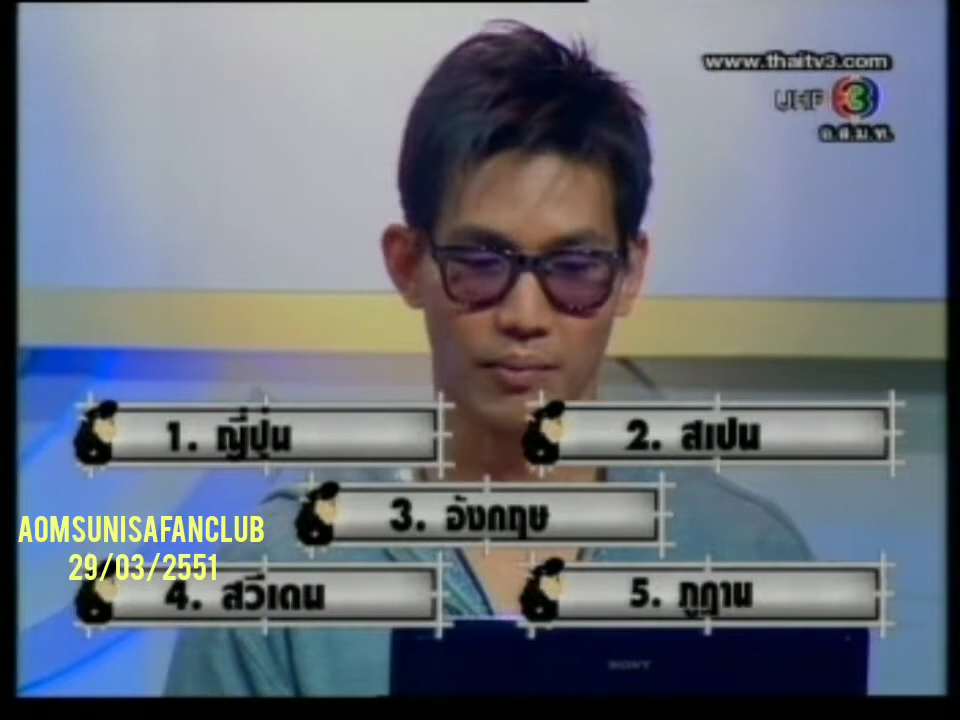 www.thaitv3.com
3
อ.ส.ม.ท.
1. ญี่ปุ่น
2. สเปน
3. อังกฤษ
AOMSUNISAFANCLUB
29/03/2551
4. สวีเดน
5. ภูฏาน
SONY